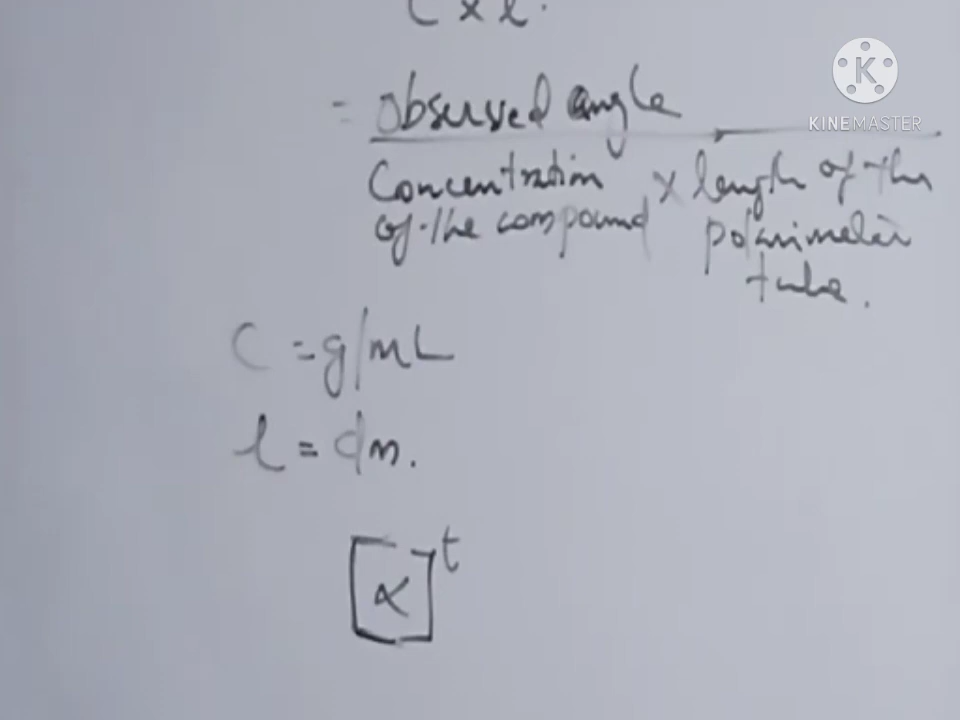 C × l.
= Observed angle
Concentration × length of the
of the compound polarimeter
tube.
C = g/mL
l = dm.
[α]t
K
KINEMASTER